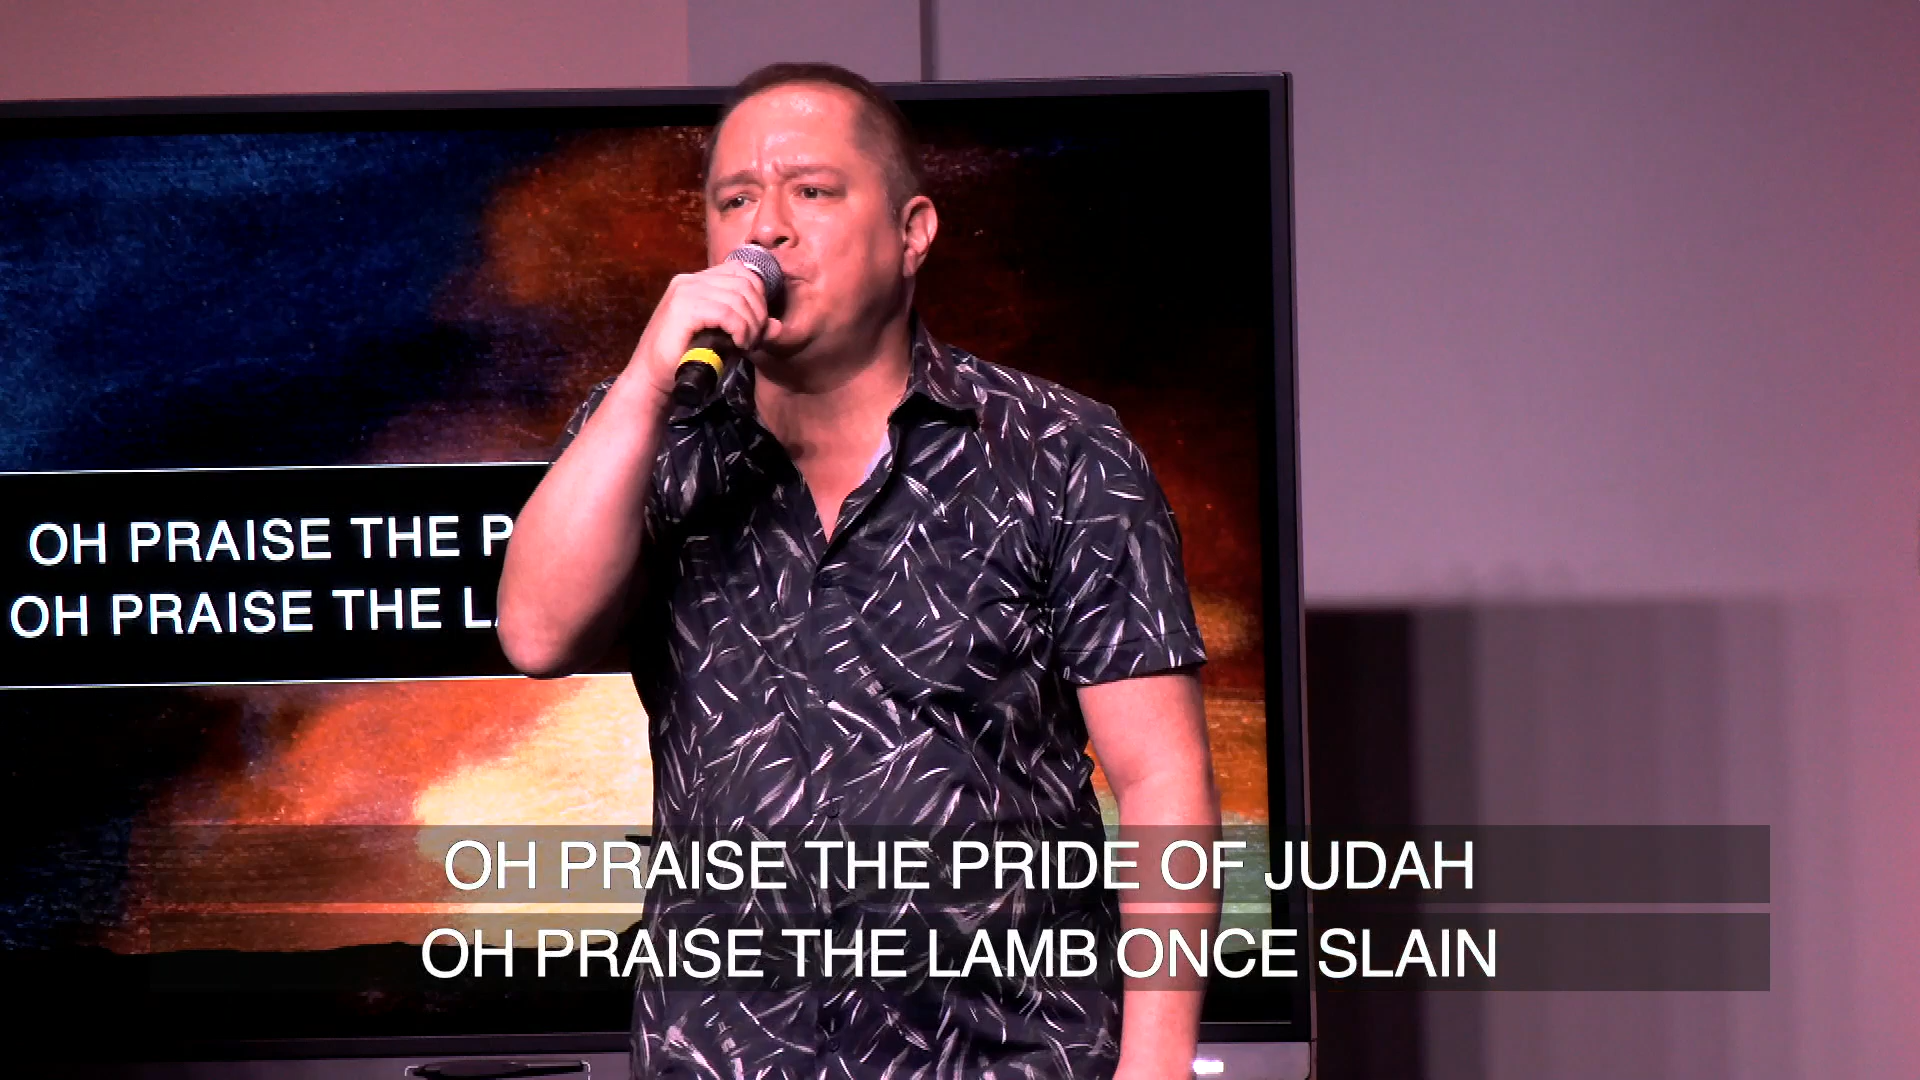 OH PRAISE THE P
OH PRAISE THE L
OH PRAISE THE PRIDE OF JUDAH
OH PRAISE THE LAMB ONCE SLAIN